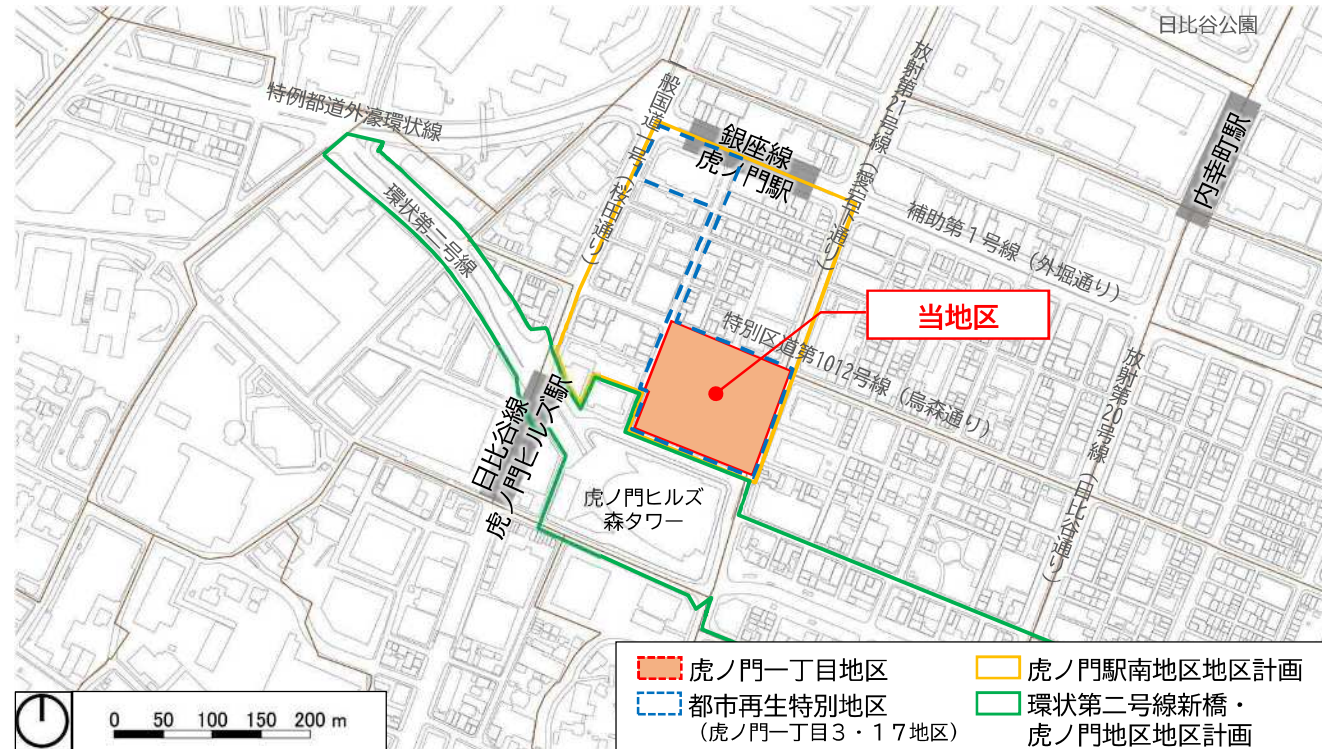 日比谷公園
特例都道外濠環状線
環状第二号線
一般国道一号(桜田通り)
銀座線
虎ノ門駅
放射第21号線(愛宕通り)
内幸町駅
補助第1号線(外堀通り)
当地区
特別区道第1012号線(烏森通り)
放射第20号線(日比谷通り)
日比谷線
虎ノ門ヒルズ駅
虎ノ門ヒルズ
森タワー
0 50 100 150 200 m
虎ノ門一丁目地区
都市再生特別地区
(虎ノ門一丁目3・17地区)
虎ノ門駅南地区地区計画
環状第二号線新橋・
虎ノ門地区地区計画